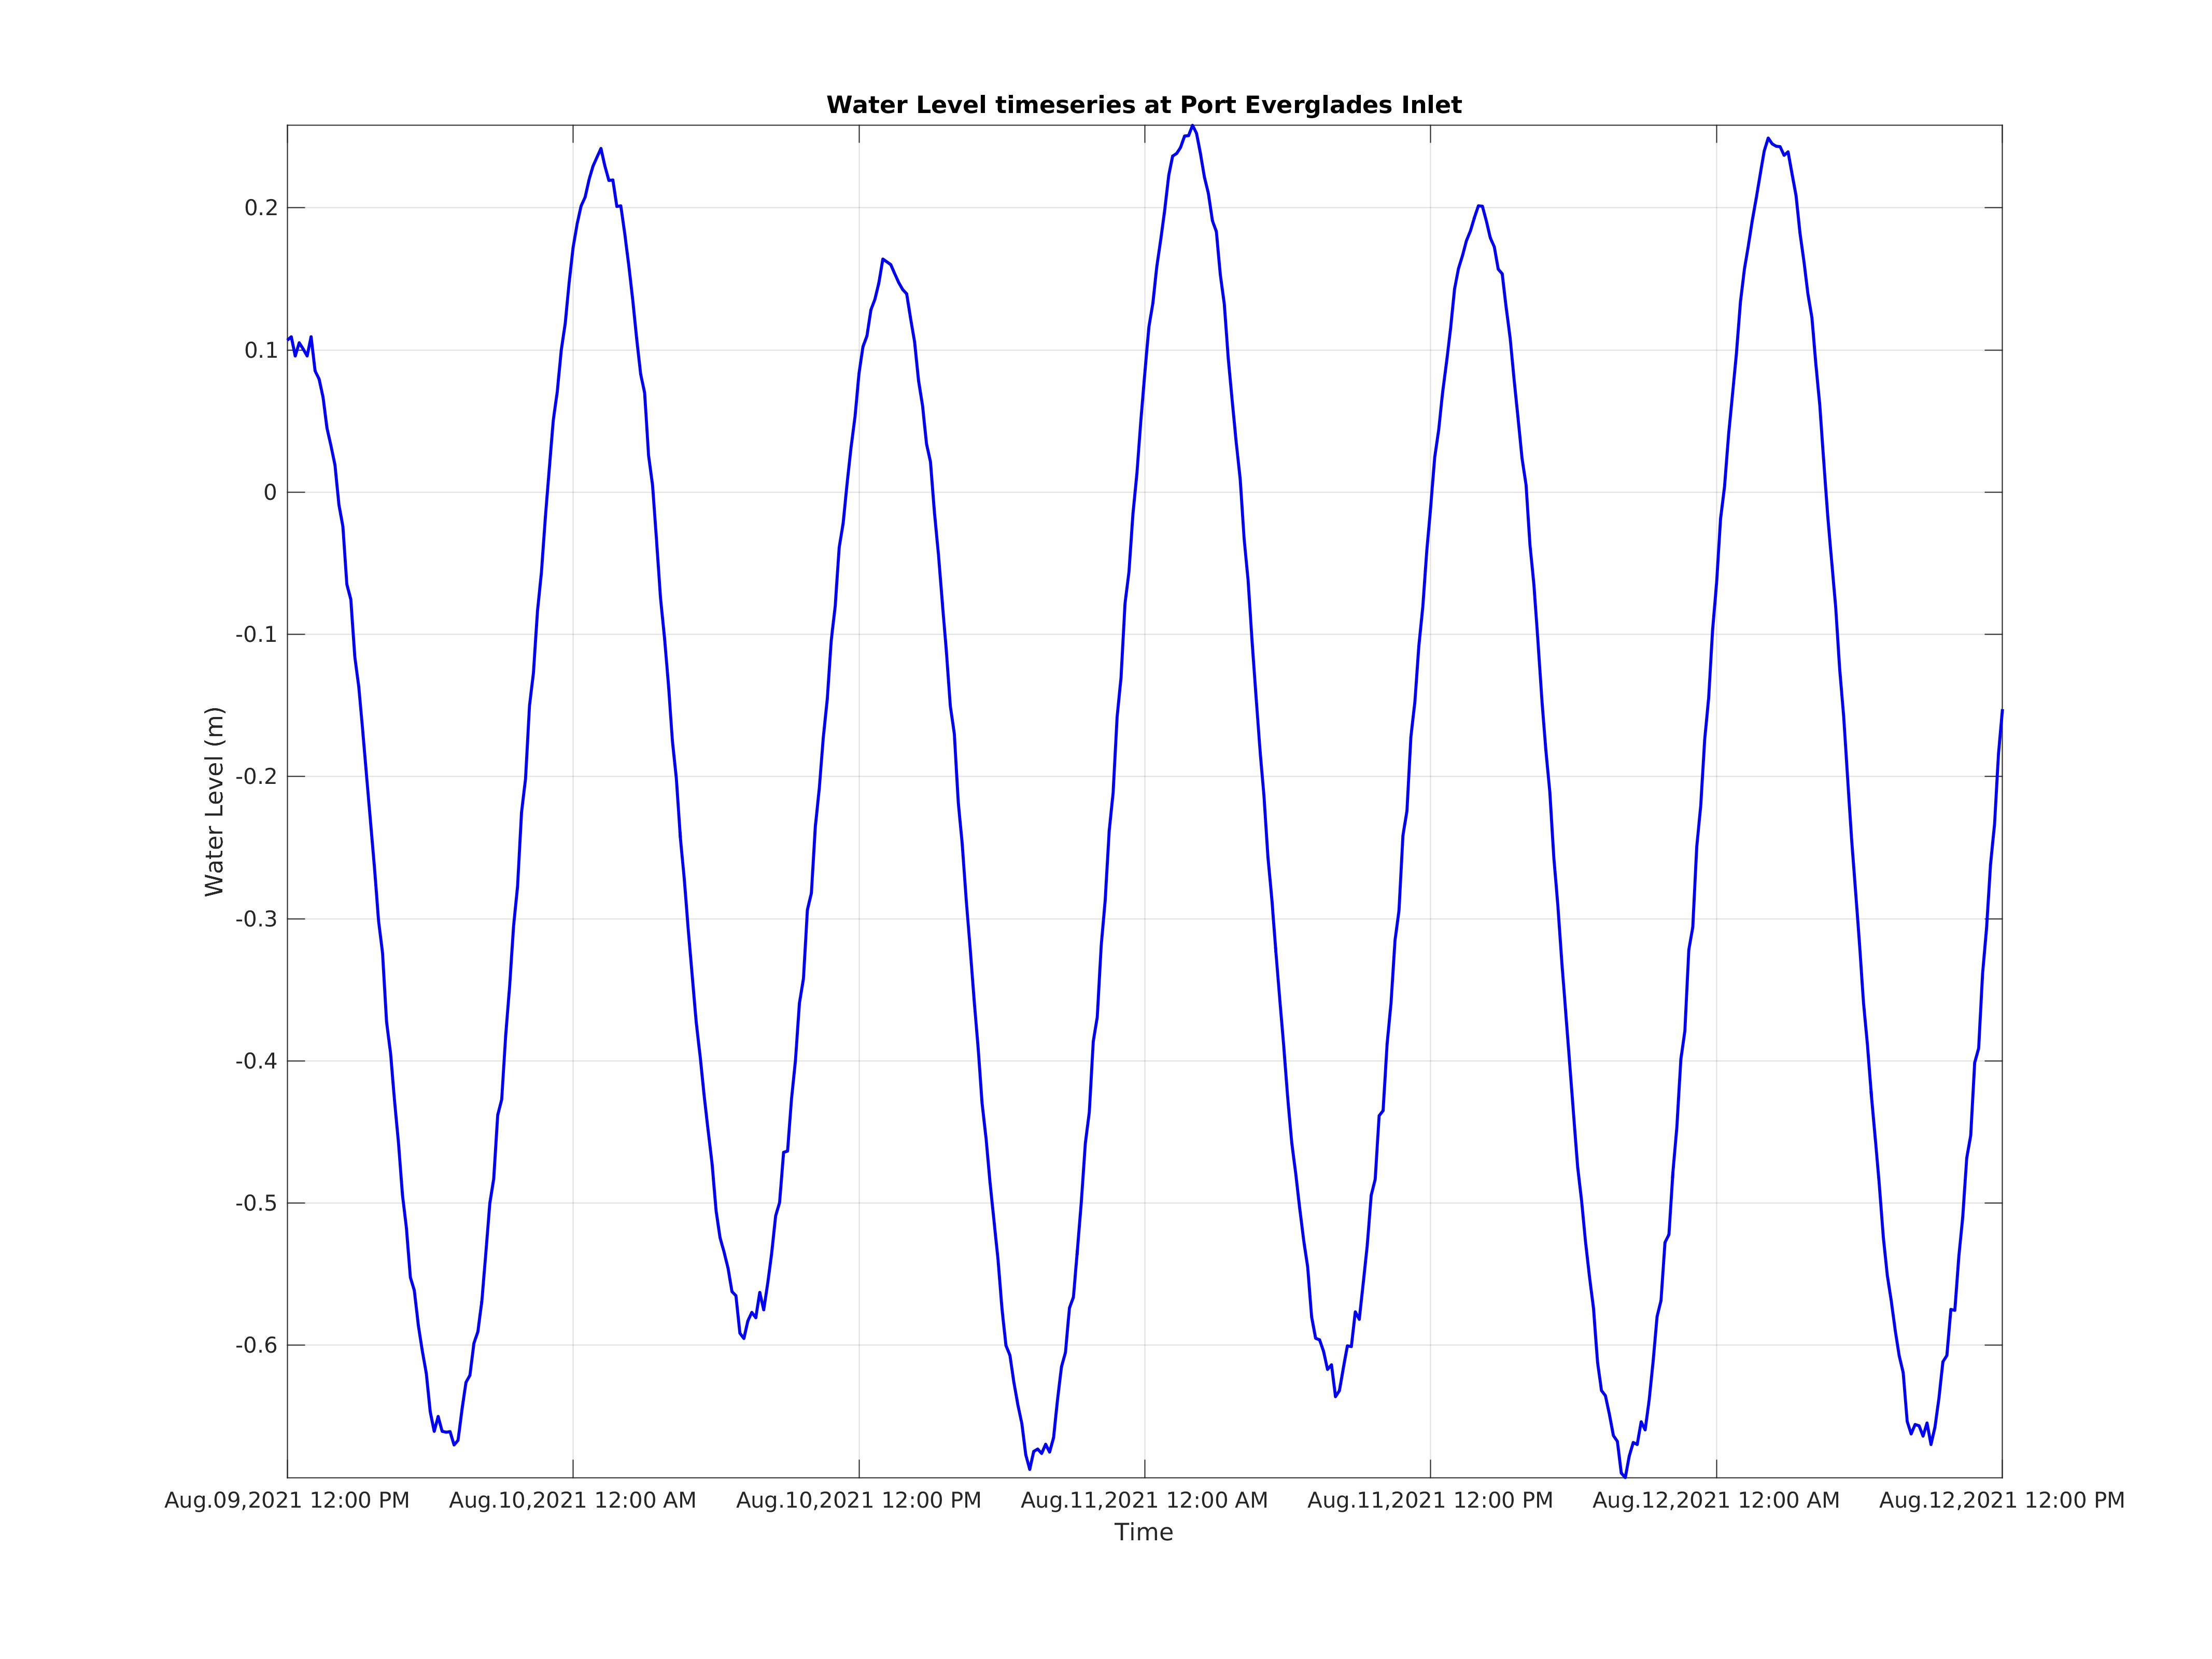 Water Level timeseries at Port Everglades Inlet
0.2
0.1
0
-0.1
-0.2
-0.3
-0.4
-0.5
-0.6
Water Level (m)
Aug.09,2021 12:00 PM Aug.10,2021 12:00 AM Aug.10,2021 12:00 PM Aug.11,2021 12:00 AM Aug.11,2021 12:00 PM Aug.12,2021 12:00 AM Aug.12,2021 12:00 PM
Time